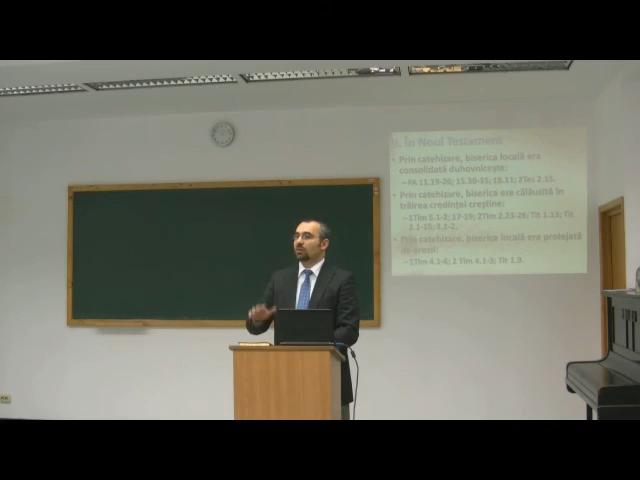 în Noul Testament
• Prin catehizare, biserica locală era
consolidată duhovnicește:
–FA 11.19-26; 15.30-35; 18.11; 2Tes 2.15.
• Prin catehizare, biserica era călăuzită în
trăirea credinței creștine:
–1Tim 5.1-2; 17-19; 2Tim 2.23-26; Tit 1.13; Tit
2.1-15; 3.1-2.
• Prin catehizare, biserica locală era protejată
de erezi:
–1Tim 4.1-6; 2 Tim 4.1-3; Tit 1.9.